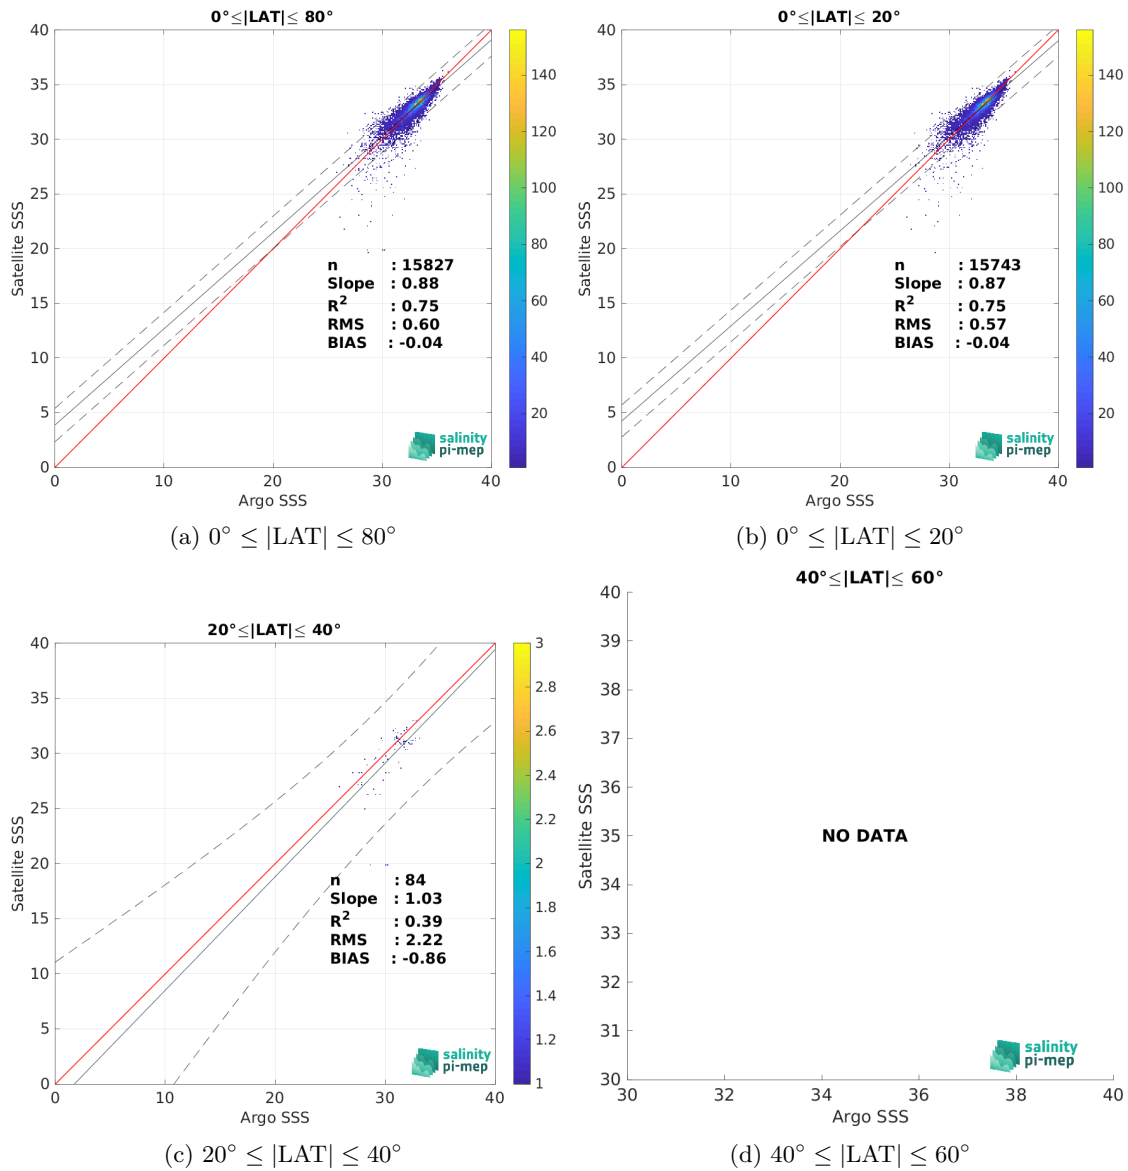 0°≤|LAT|≤ 80°
40
35
30
25
20
15
10
5
0
Satellite SSS
n : 15827
Slope : 0.88
R² : 0.75
RMS : 0.60
BIAS : -0.04
salinity
pi-mep
0 10 20 30 40
Argo SSS
140
120
100
80
60
40
20
(a) 0° ≤ |LAT| ≤ 80°
0°≤|LAT|≤ 20°
40
35
30
25
20
15
10
5
0
Satellite SSS
n : 15743
Slope : 0.87
R² : 0.75
RMS : 0.57
BIAS : -0.04
salinity
pi-mep
0 10 20 30 40
Argo SSS
140
120
100
80
60
40
20
(b) 0° ≤ |LAT| ≤ 20°
20°≤|LAT|≤ 40°
40
35
30
25
20
15
10
5
0
Satellite SSS
n : 84
Slope : 1.03
R² : 0.39
RMS : 2.22
BIAS : -0.86
salinity
pi-mep
0 10 20 30 40
Argo SSS
3
2.8
2.6
2.4
2.2
2
1.8
1.6
1.4
1.2
1
(c) 20° ≤ |LAT| ≤ 40°
40°≤|LAT|≤ 60°
40
39
38
37
36
35
34
33
32
31
30
Satellite SSS
NO DATA
salinity
pi-mep
30 32 34 36 38 40
Argo SSS
(d) 40° ≤ |LAT| ≤ 60°